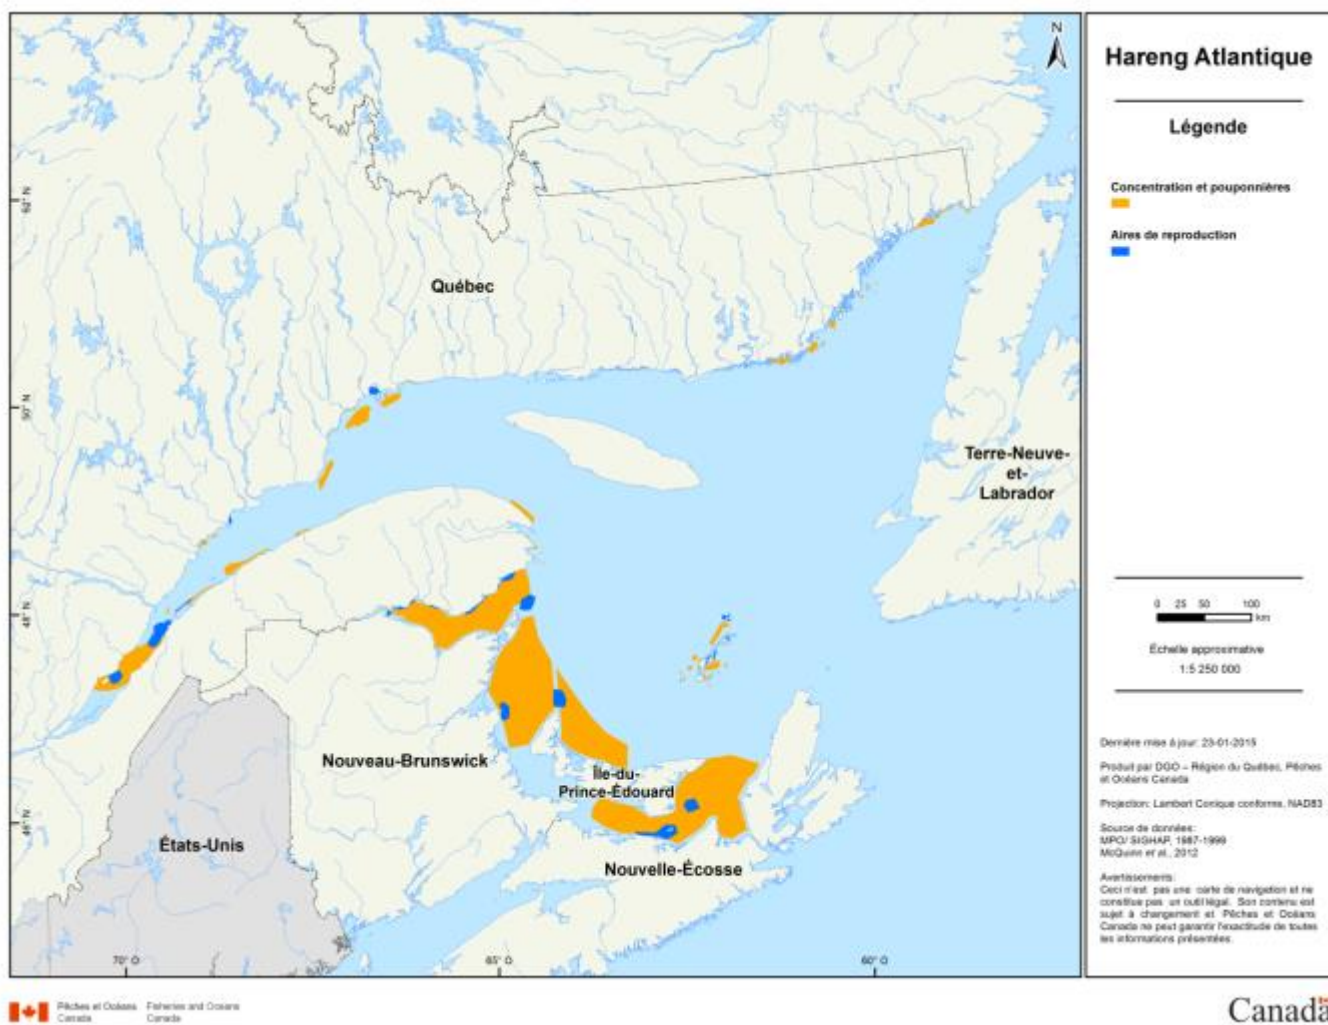 Hareng Atlantique
Légende
Concentration et pouponnières
Aires de reproduction
N
52° N
50° N
48° N
46° N
Québec
Terre-Neuve-
et-
Labrador
Nouveau-Brunswick
Île-du-
Prince-Édouard
États-Unis
Nouvelle-Écosse
70° O
65° O
60° O
0 25 50 100
km
Échelle approximative
1:5 250 000
Dernière mise à jour: 23-01-2015
Produit par DGO – Région du Québec, Pêches
et Océans Canada
Projection: Lambert Conique conforme, NAD83
Source de données:
MPO/ SIGHAP, 1987-1999
McQuinn et al., 2012
Avertissements:
Ceci n'est pas une carte de navigation et ne
constitue pas un outil légal. Son contenu est
sujet à changement et Pêches et Océans
Canada ne peut garantir l'exactitude de toutes
les informations présentées.
Pêches et Océans Fisheries and Oceans
Canada Canada
Canada